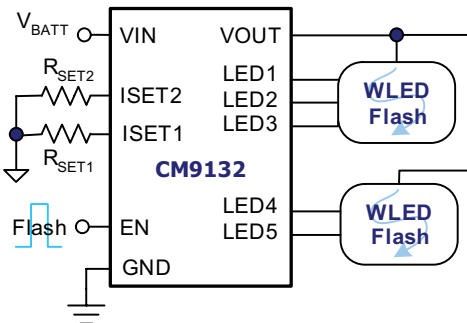 VBATT
VIN
VOUT
LED1
RSET2
ISET2
LED2
WLED
Flash
LED3
ISET1
RSET1
CM9132
LED4
WLED
Flash
Flash
EN
LED5
GND